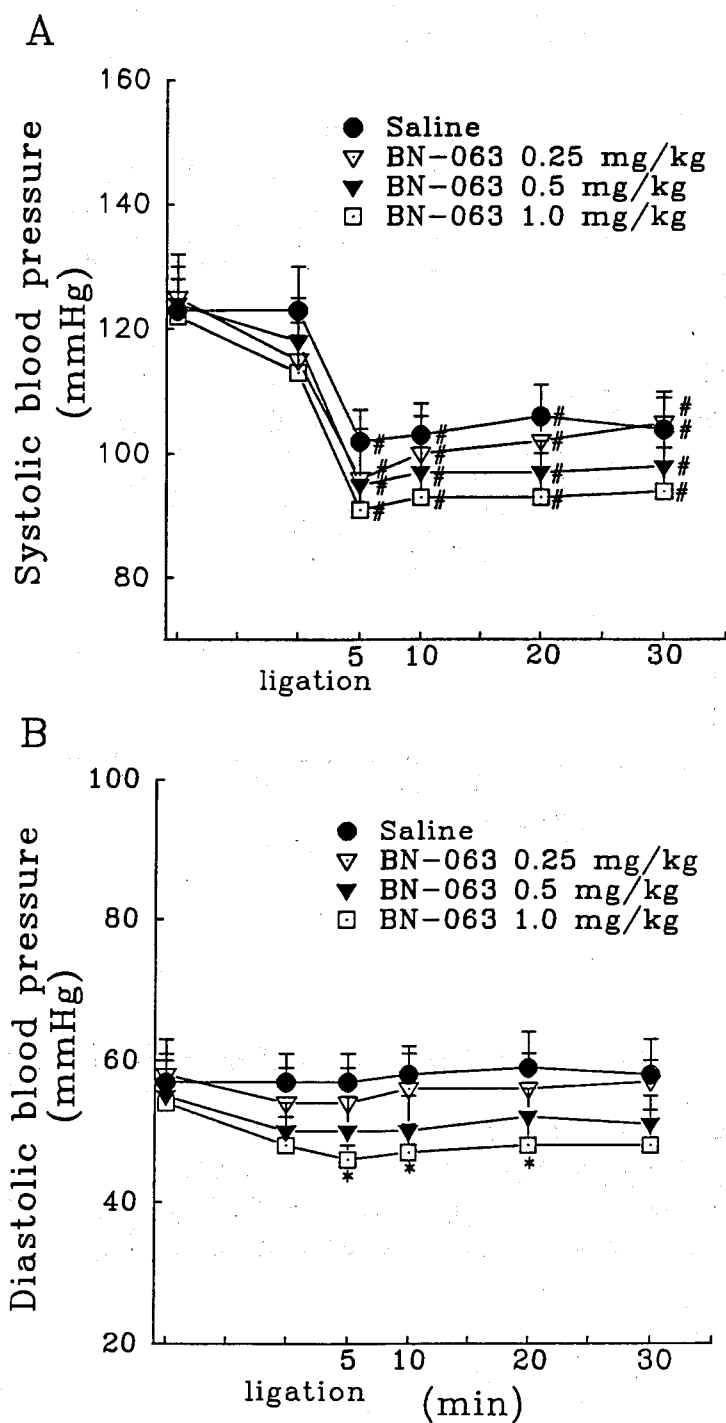 A
Systolic blood pressure
(mmHg)
160
140
120
100
80
Saline
BN-063 0.25 mg/kg
BN-063 0.5 mg/kg
BN-063 1.0 mg/kg
# # # #
# # # #
# # # #
# # # #
5 10 20 30
ligation
B
Diastolic blood pressure
(mmHg)
100
80
60
40
20
Saline
BN-063 0.25 mg/kg
BN-063 0.5 mg/kg
BN-063 1.0 mg/kg
* * *
5 10 20 30
ligation (min)